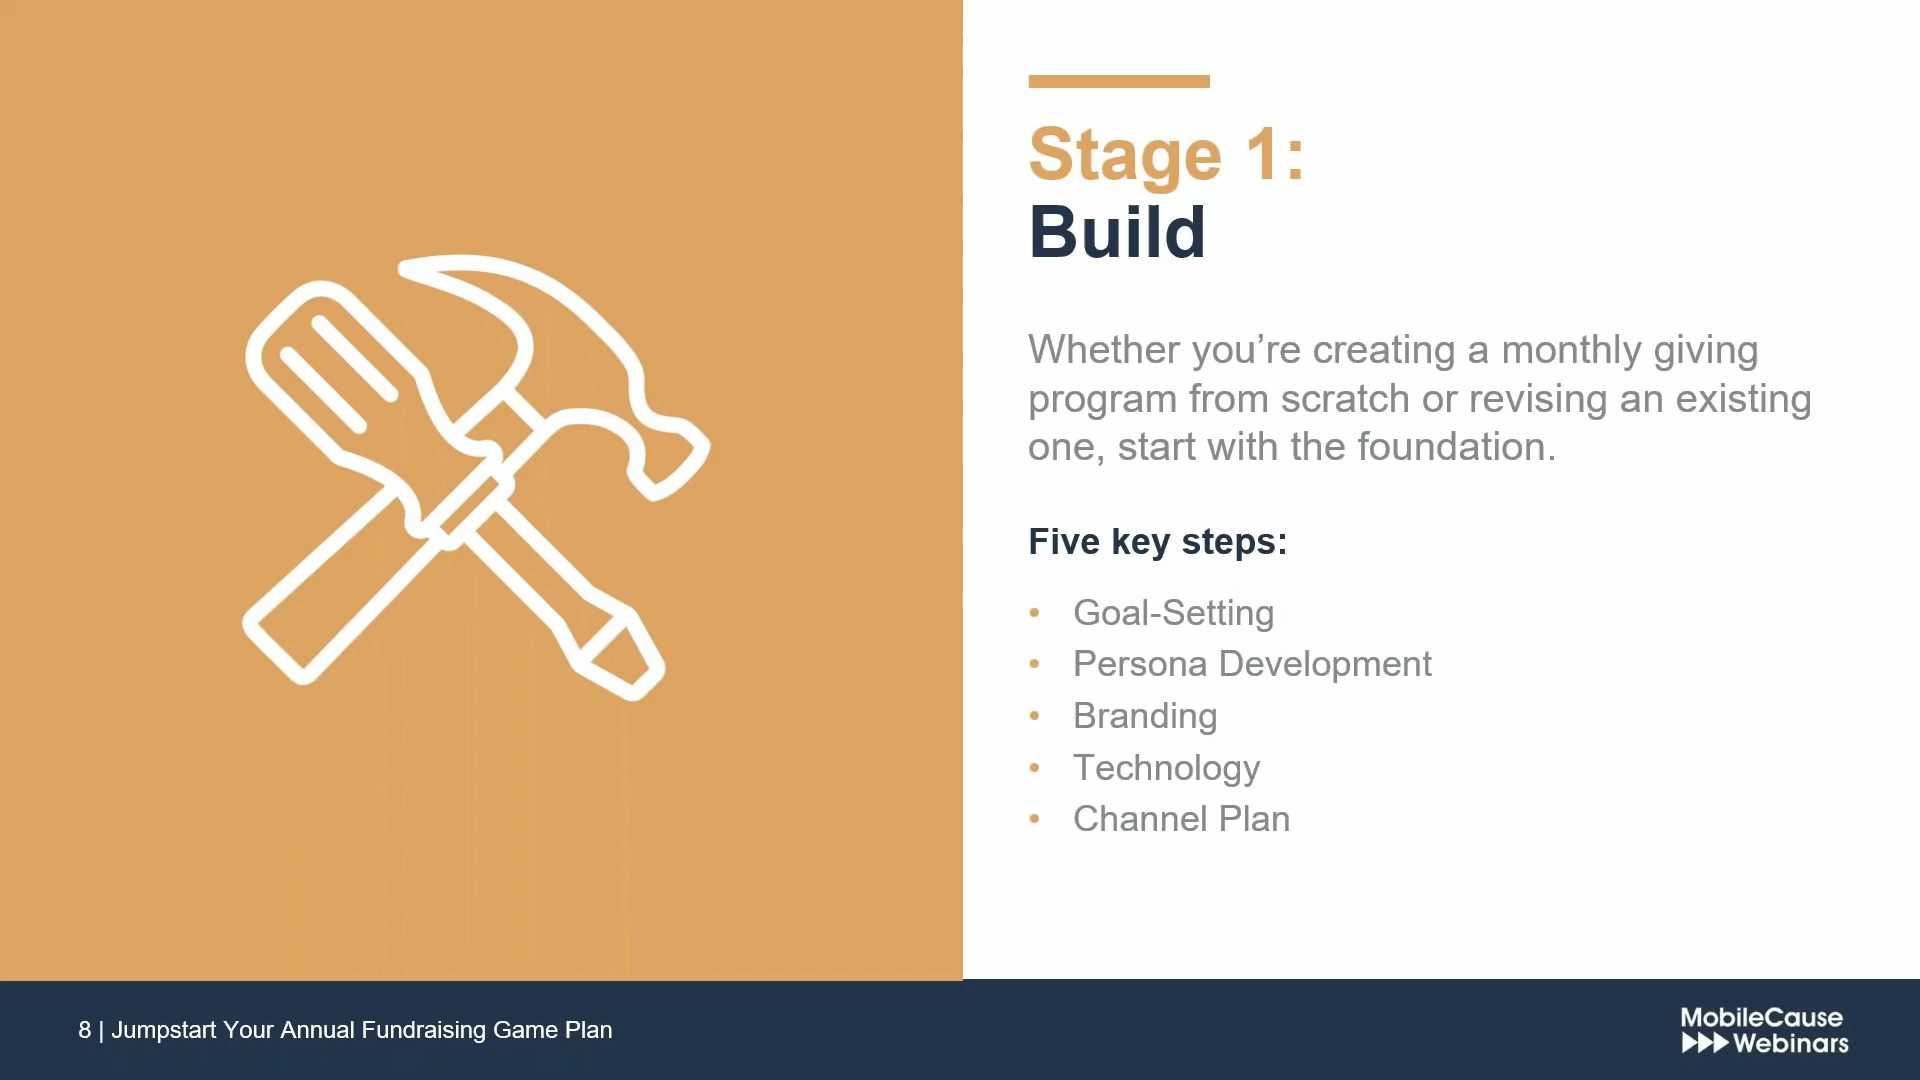 Stage 1:
Build
Whether you’re creating a monthly giving
program from scratch or revising an existing
one, start with the foundation.
Five key steps:
• Goal-Setting
• Persona Development
• Branding
• Technology
• Channel Plan
8 | Jumpstart Your Annual Fundraising Game Plan
MobileCause
Webinars